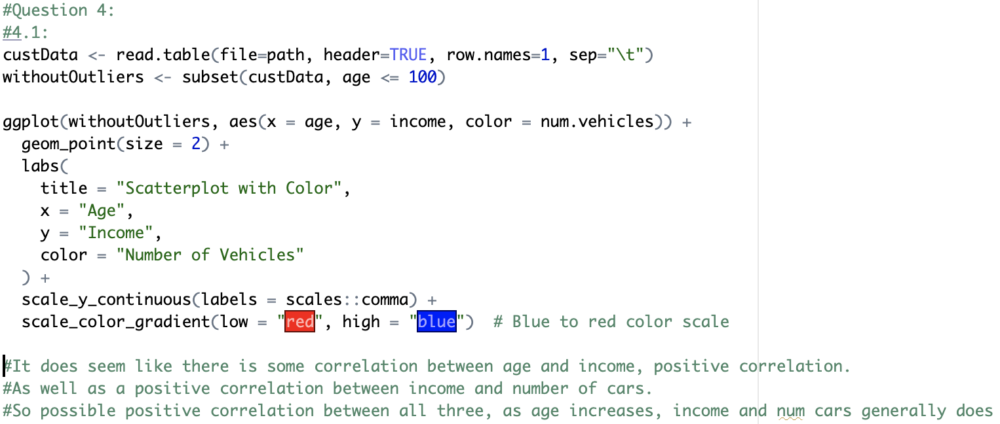 #Question 4:
#4.1:
custData <- read.table(file=path, header=TRUE, row.names=1, sep="\t")
withoutOutliers <- subset(custData, age <= 100)
ggplot(withoutOutliers, aes(x = age, y = income, color = num.vehicles)) +
  geom_point(size = 2) +
  labs(
    title = "Scatterplot with Color",
    x = "Age",
    y = "Income",
    color = "Number of Vehicles"
  ) +
  scale_y_continuous(labels = scales::comma) +
  scale_color_gradient(low = "red", high = "blue")  # Blue to red color scale
#It does seem like there is some correlation between age and income, positive correlation.
#As well as a positive correlation between income and number of cars.
#So possible positive correlation between all three, as age increases, income and num cars generally does